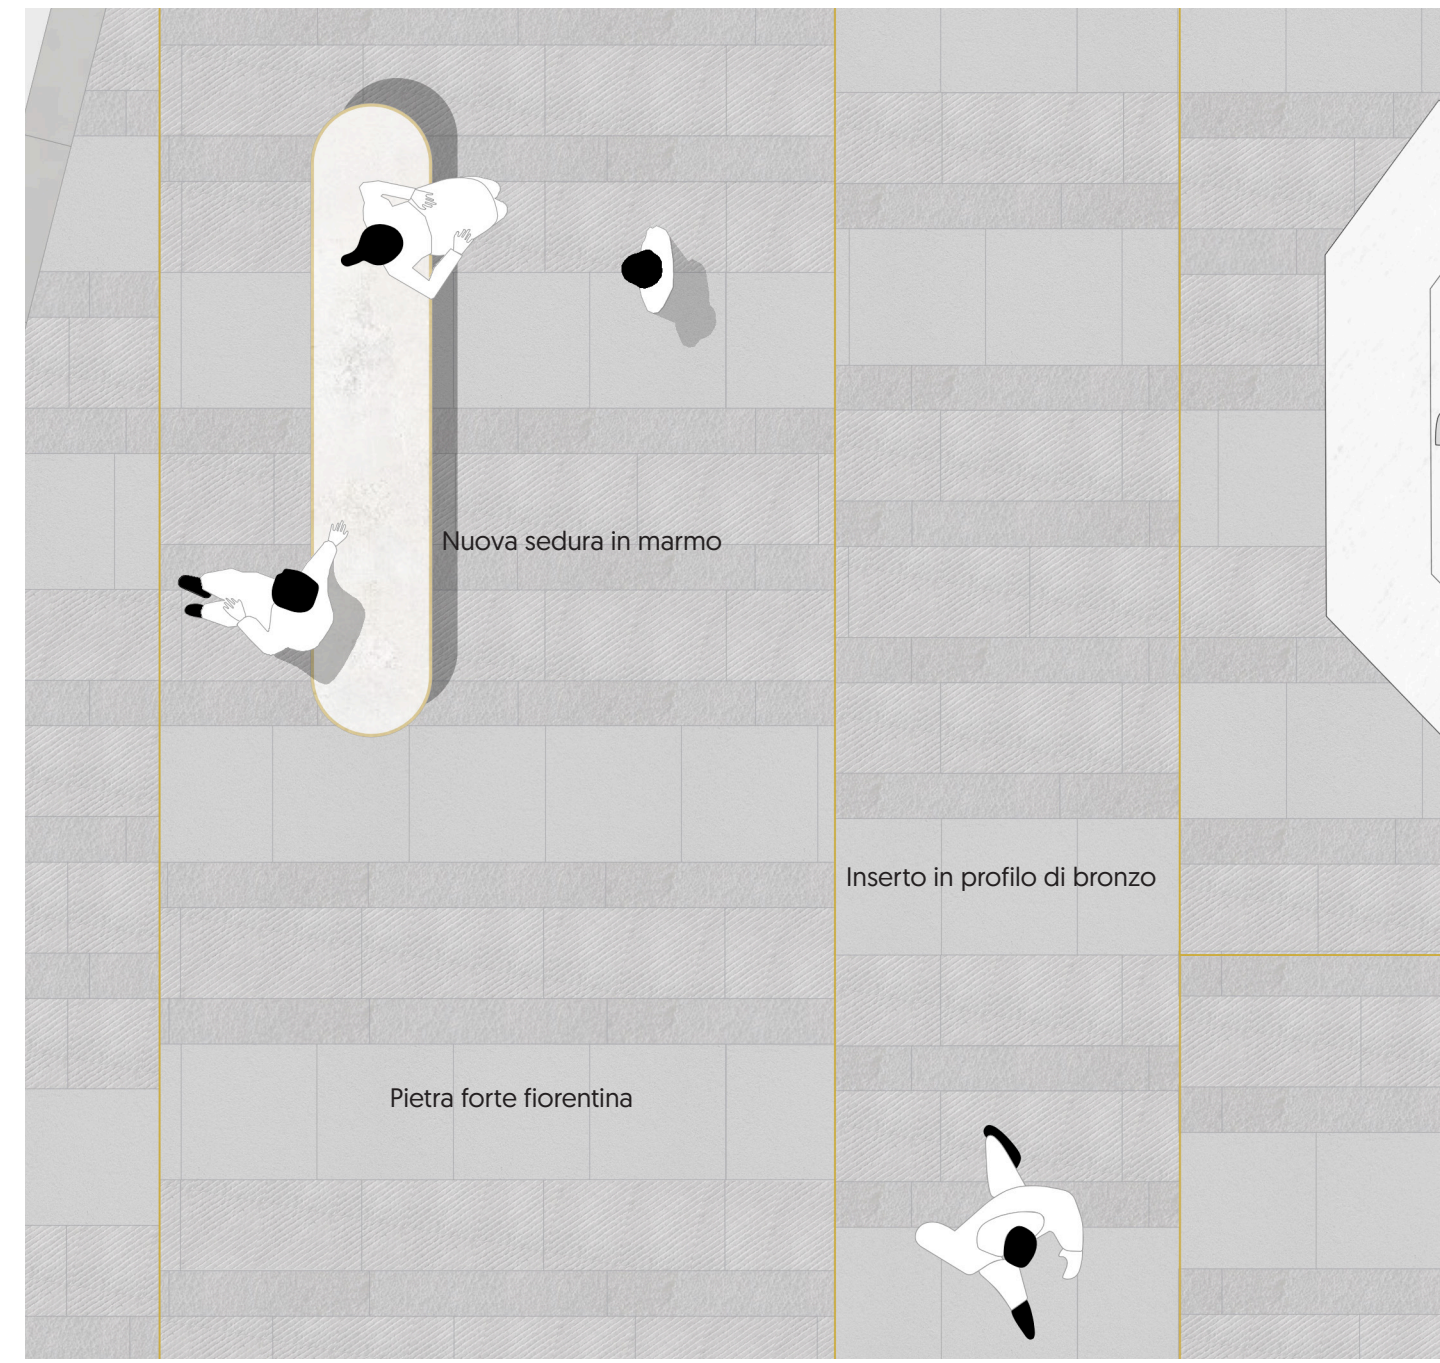 Nuova sedura in marmo
Inserto in profilo di bronzo
Pietra forte fiorentina